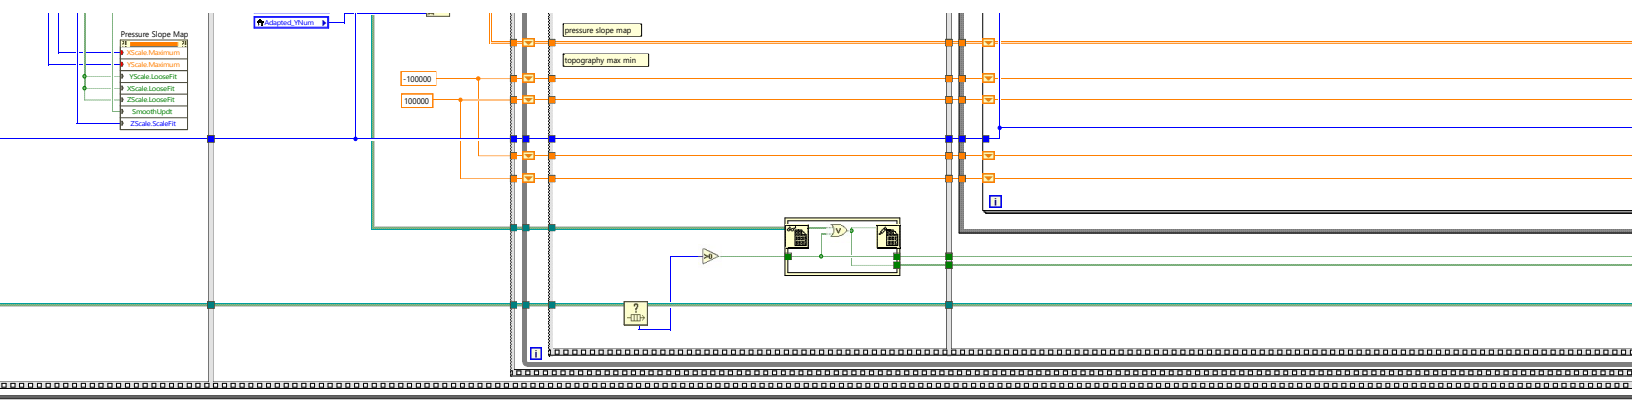 Adapted_YNum
pressure slope map
Pressure Slope Map
XScale.Maximum
topography max min
YScale.Maximum
YScale.LooseFit
-100000
XScale.LooseFit
ZScale.LooseFit
100000
SmoothUpdt
ZScale.ScaleFit
i
V
>0
?
i